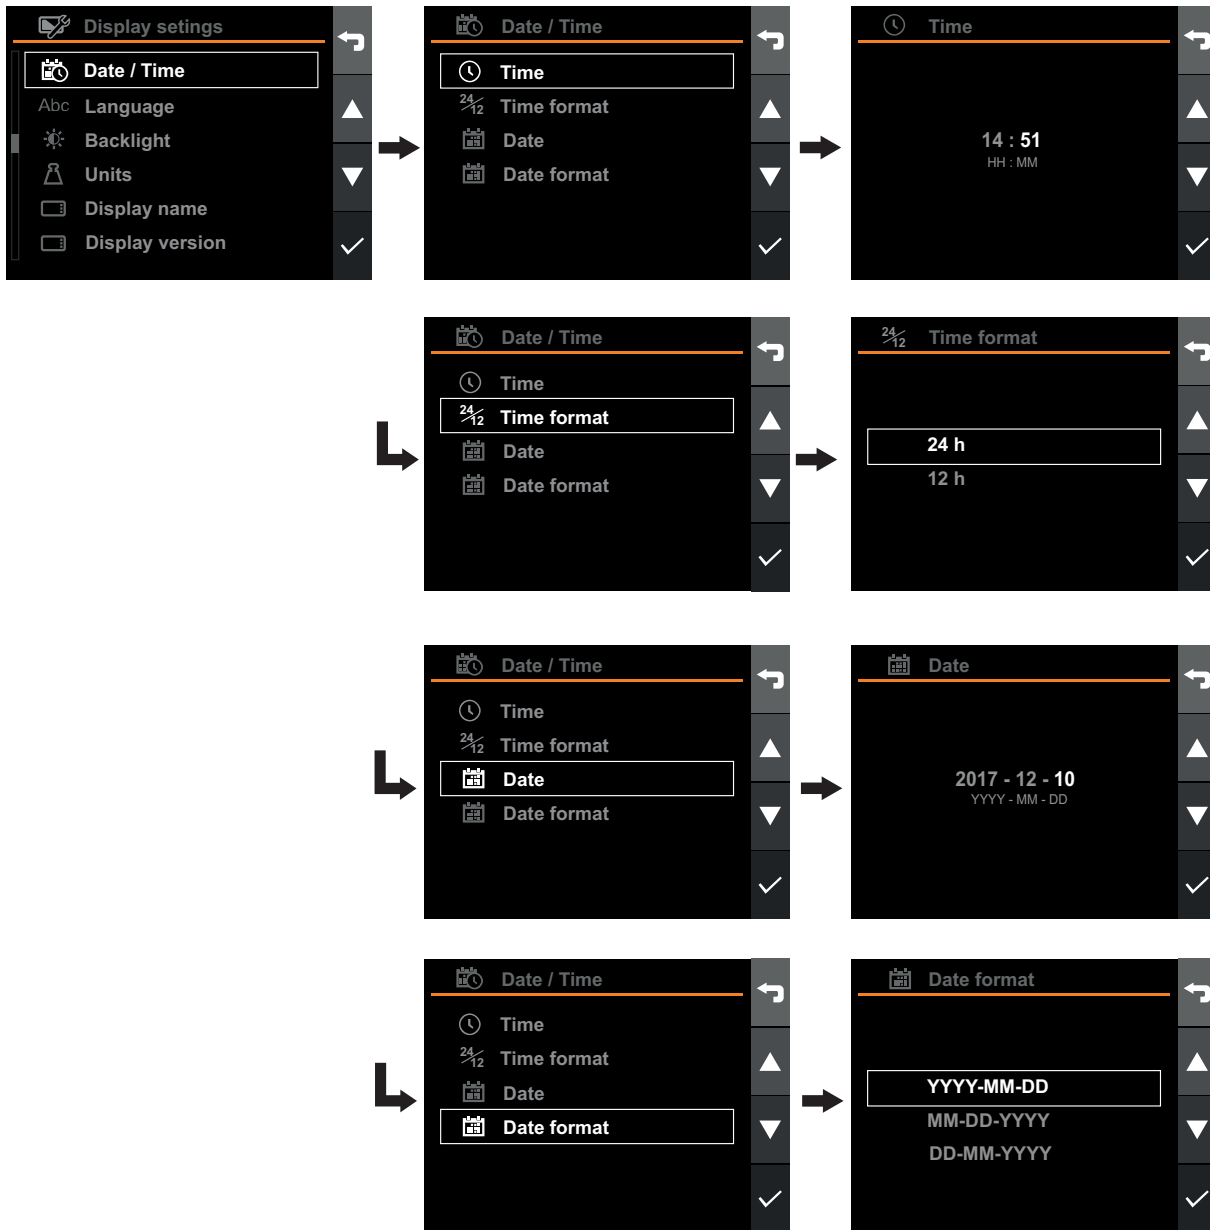 Display setings
Date / Time
Abc Language
Backlight
Units
Display name
Display version
Date / Time
Time
24/12 Time format
Date
Date format
Time
14 : 51
HH : MM
Date / Time
Time
24/12 Time format
Date
Date format
24/12 Time format
24 h
12 h
Date / Time
Time
24/12 Time format
Date
Date format
Date
2017 - 12 - 10
YYYY - MM - DD
Date / Time
Time
24/12 Time format
Date
Date format
Date format
YYYY-MM-DD
MM-DD-YYYY
DD-MM-YYYY